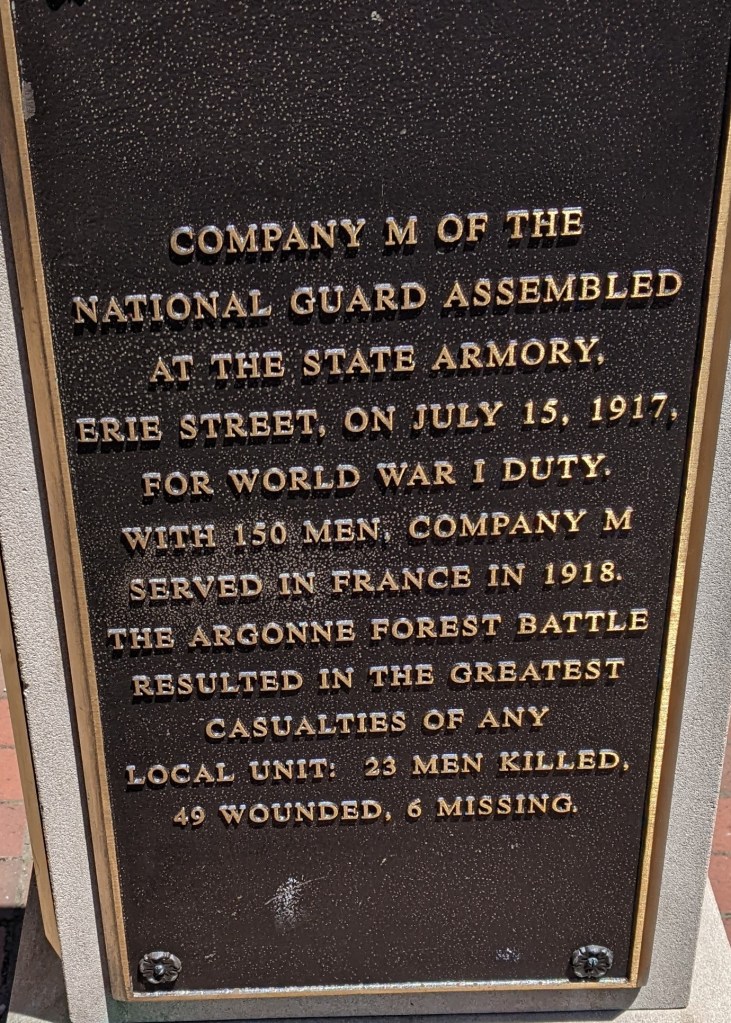 COMPANY M OF THE
NATIONAL GUARD ASSEMBLED
AT THE STATE ARMORY,
ERIE STREET, ON JULY 15, 1917,
FOR WORLD WAR I DUTY.
WITH 150 MEN, COMPANY M
SERVED IN FRANCE IN 1918.
THE ARGONNE FOREST BATTLE
RESULTED IN THE GREATEST
CASUALTIES OF ANY
LOCAL UNIT: 23 MEN KILLED,
49 WOUNDED, 6 MISSING.